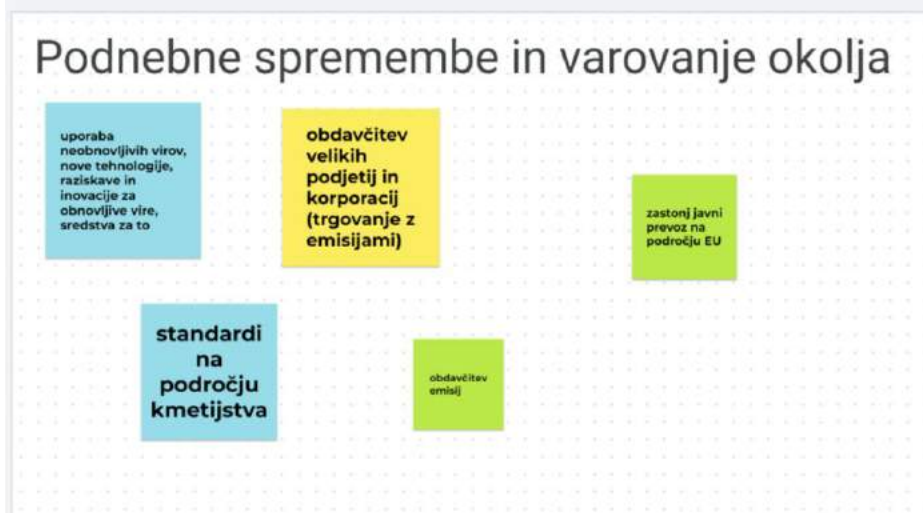 Podnebne spremembe in varovanje okolja
uporaba
neobnovljivih virov,
nove tehnologije,
raziskave in
inovacije za
obnovljive vire,
sredstva za to
obdavčitev
velikih
podjetij in
korporacij
(trgovanje z
emisijami)
zastonj javni
prevoz na
področju EU
standardi
na
področju
kmetijstva
obdavčitev
emisij